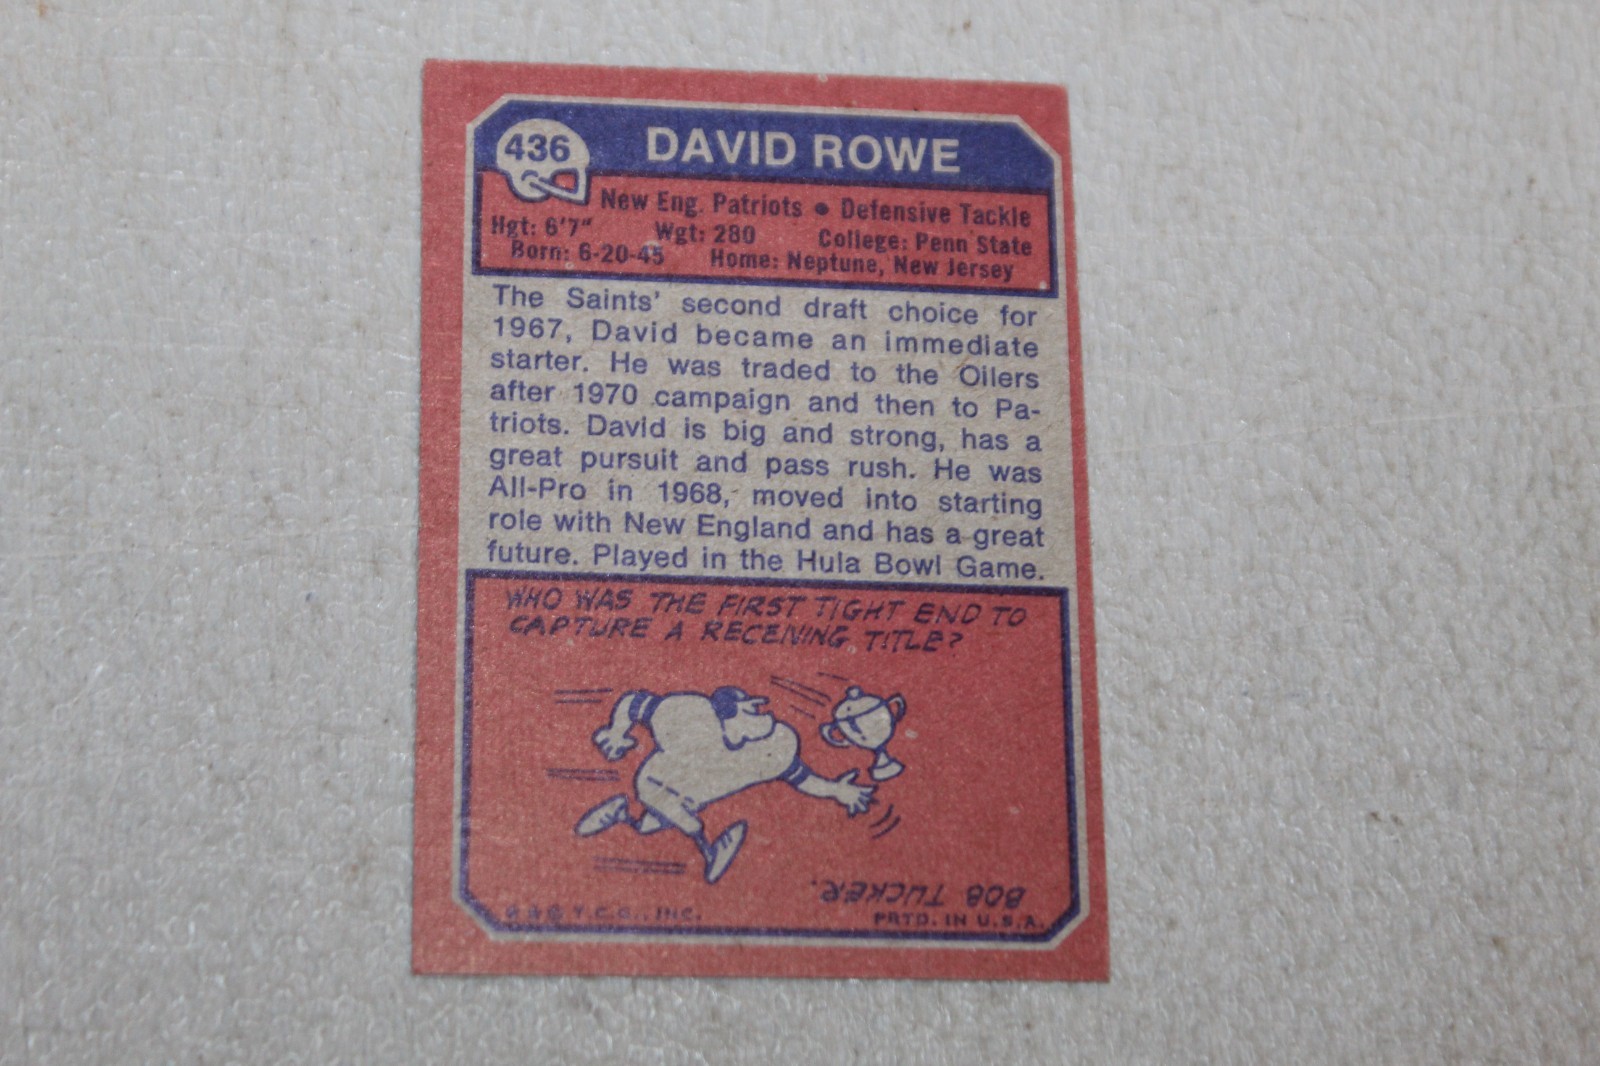 436
DAVID ROWE
New Eng. Patriots • Defensive Tackle
Hgt: 6'7" Wgt: 280 College: Penn State
Born: 6-20-45 Home: Neptune, New Jersey
The Saints' second draft choice for
1967, David became an immediate
starter. He was traded to the Oilers
after 1970 campaign and then to Pa-
triots. David is big and strong, has a
great pursuit and pass rush. He was
All-Pro in 1968, moved into starting
role with New England and has a great
future. Played in the Hula Bowl Game.
WHO WAS THE FIRST TIGHT END TO
CAPTURE A RECEIVING TITLE?
BOB TUCKER.
T.C.G., INC. PRTD. IN U.S.A.